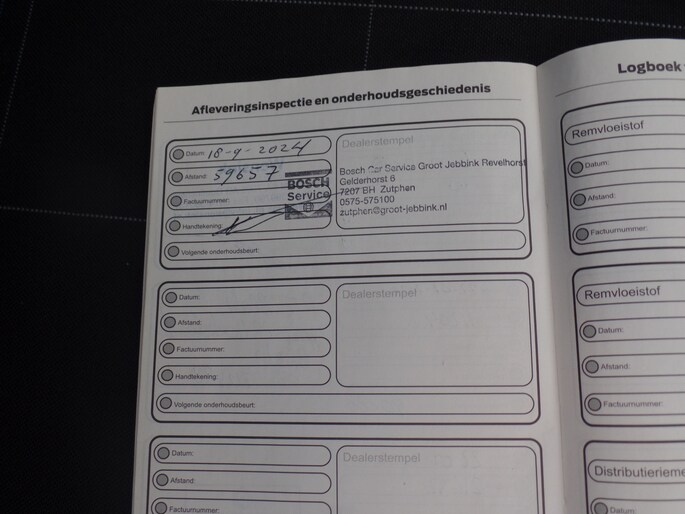 Afleveringsinspectie en onderhoudsgeschiedenis
Datum: 18-9-2024
Afstand: 59657
Factuurnummer:
Handtekening:
Volgende onderhoudsbeurt:
BOSCH
Service
Dealerstempel
Bosch Car Service Groot Jebbink Revelhorst
Gelderhorst 6
7207 BH Zutphen
0575-575100
zutphen@groot-jebbink.nl
Datum:
Afstand:
Factuurnummer:
Handtekening:
Volgende onderhoudsbeurt:
Dealerstempel
Datum:
Afstand:
Factuurnummer:
Dealerstempel
Logboek
Remvloeistof
Datum:
Afstand:
Factuurnummer:
Remvloeistof
Datum:
Afstand:
Factuurnummer:
Distributierieme
Datum: